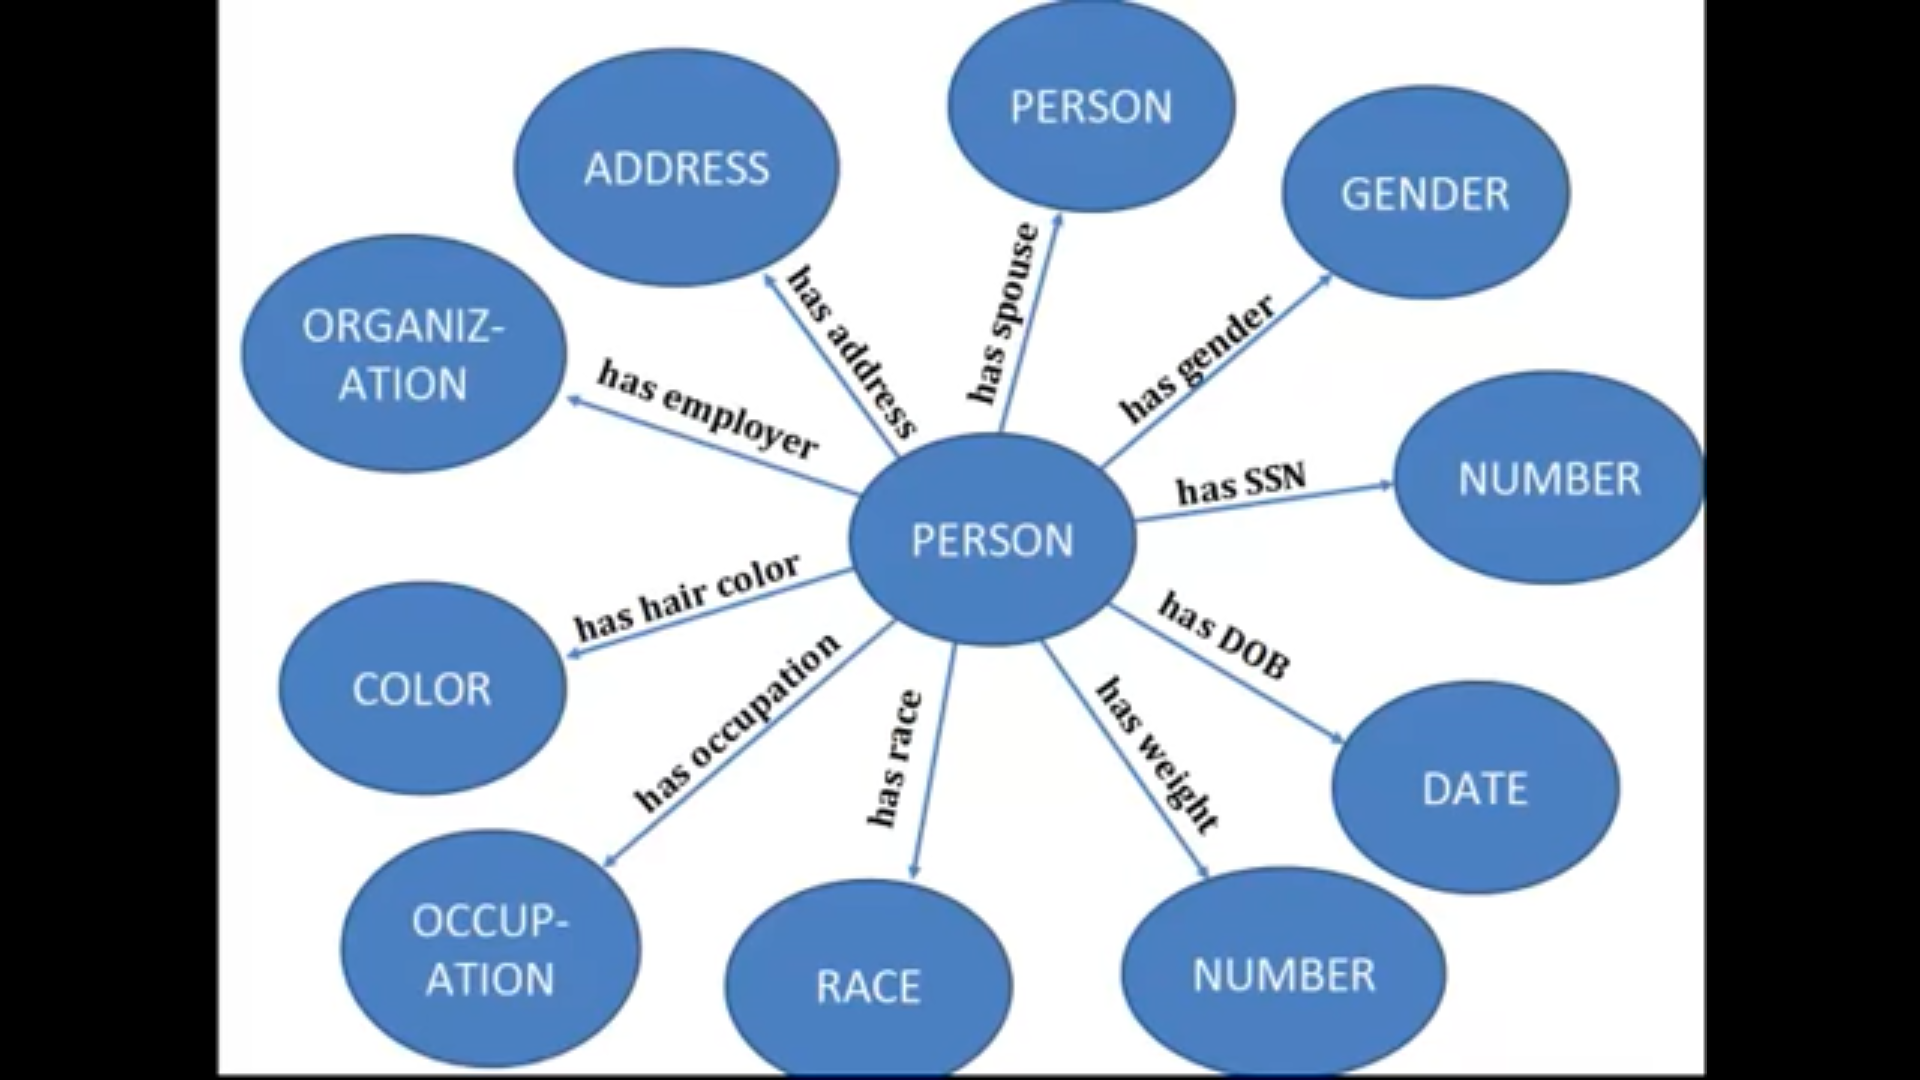 PERSON
ADDRESS
GENDER
has spouse
has address
has gender
ORGANIZ-
ATION
has employer
has SSN
NUMBER
PERSON
has hair color
has DOB
COLOR
has occupation
has race
has weight
DATE
OCCUP-
ATION
RACE
NUMBER